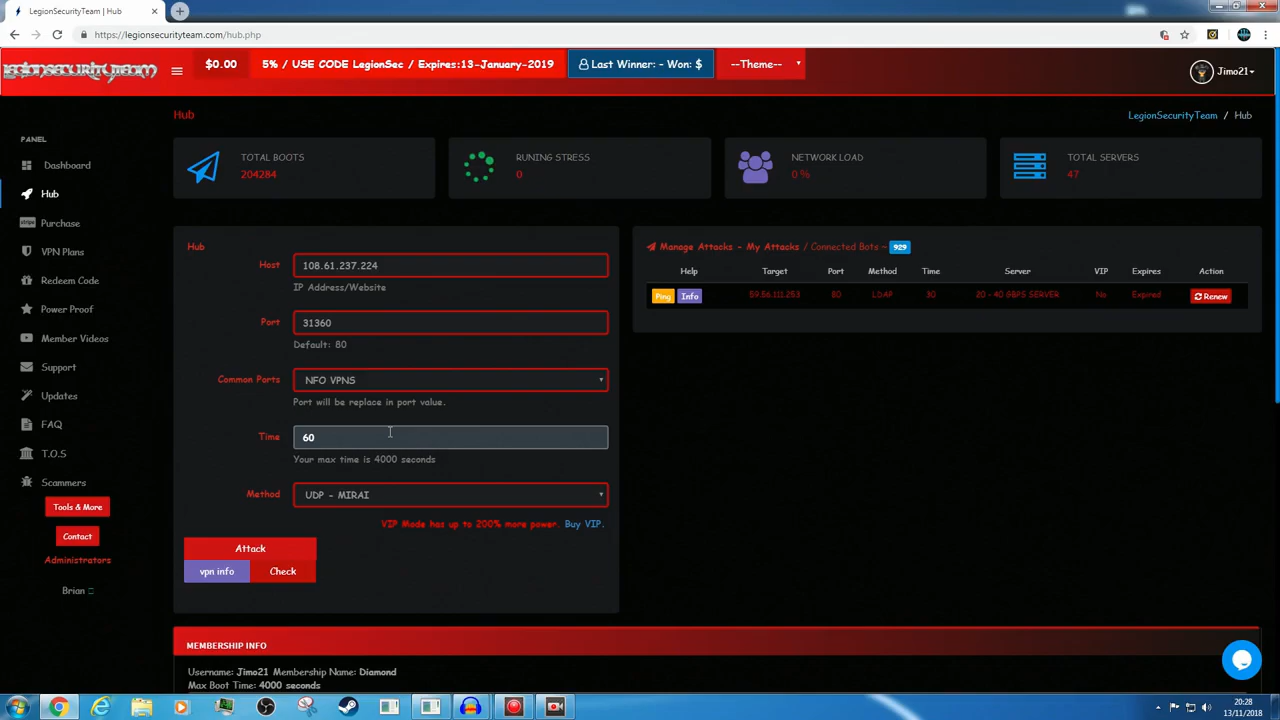 LegionSecurityTeam | Hub
https://legionsecurityteam.com/hub.php
LEGIONSECURITYTEAM
$0.00
5% / USE CODE LegionSec / Expires:13-January-2019
Last Winner: - Won: $
--Theme--
Jimo21
Hub
LegionSecurityTeam / Hub
PANEL
Dashboard
Hub
Purchase
VPN Plans
Redeem Code
Power Proof
Member Videos
Support
Updates
FAQ
T.O.S
Scammers
Tools & More
Contact
Administrators
Brian
TOTAL BOOTS
204284
RUNING STRESS
0
NETWORK LOAD
0 %
TOTAL SERVERS
47
Hub
Host
108.61.237.224
IP Address/Website
Port
31360
Default: 80
Common Ports
NFO VPNS
Port will be replace in port value.
Time
60
Your max time is 4000 seconds
Method
UDP - MIRAI
VIP Mode has up to 200% more power. Buy VIP.
Attack
vpn info
Check
Manage Attacks - My Attacks / Connected Bots - 929
Help Target Port Method Time Server VIP Expires Action
Ping Info 59.56.111.253 80 LDAP 30 20 - 40 GBPS SERVER No Expired Renew
MEMBERSHIP INFO
Username: Jimo21 Membership Name: Diamond
Max Boot Time: 4000 seconds
20:28
13/11/2018